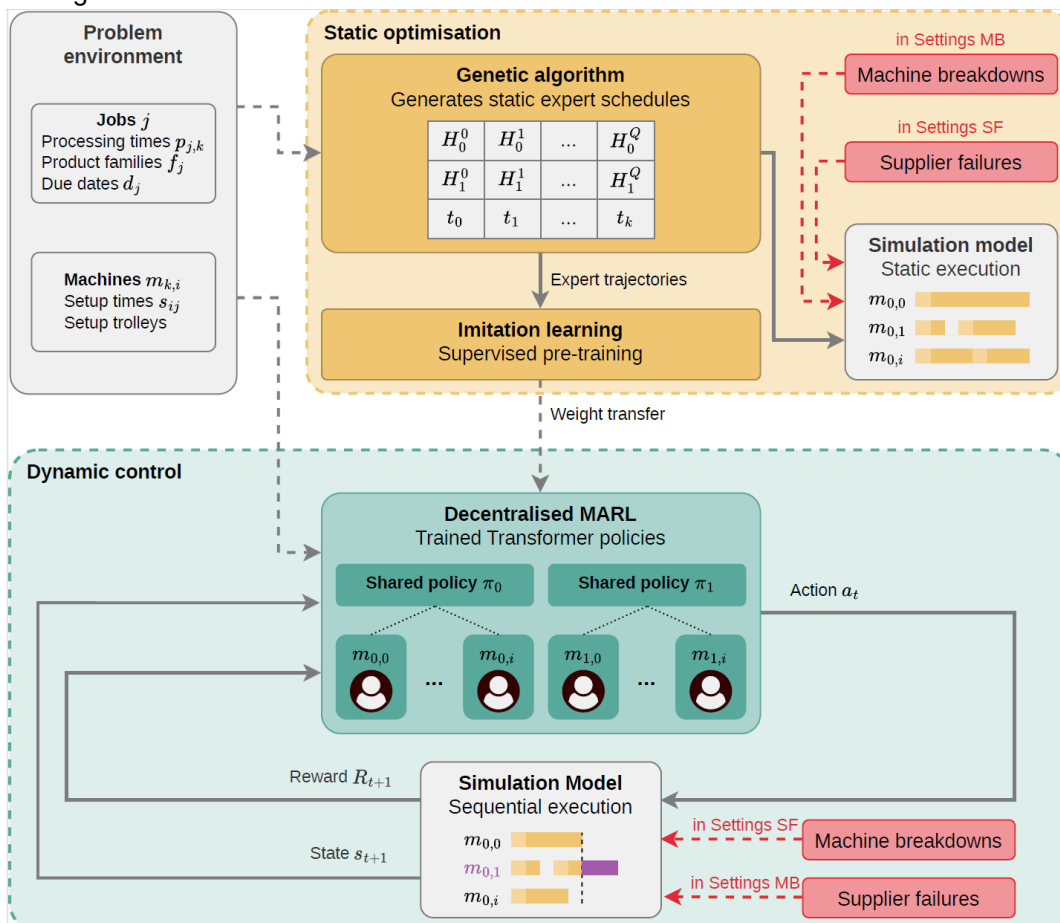 Problem
environment
Jobs j
Processing times p_{j,k}
Product families f_j
Due dates d_j
Machines m_{k,i}
Setup times s_{ij}
Setup trolleys
Static optimisation
Genetic algorithm
Generates static expert schedules
H_0^0 H_0^1 ... H_0^Q
H_1^0 H_1^1 ... H_1^Q
t_0 t_1 ... t_k
Expert trajectories
Imitation learning
Supervised pre-training
in Settings MB
Machine breakdowns
in Settings SF
Supplier failures
Simulation model
Static execution
m_{0,0}
m_{0,1}
m_{0,i}
Weight transfer
Dynamic control
Decentralised MARL
Trained Transformer policies
Shared policy π_0 Shared policy π_1
m_{0,0} ... m_{0,i} m_{1,0} ... m_{1,i}
Action a_t
Reward R_{t+1}
State s_{t+1}
Simulation Model
Sequential execution
m_{0,0}
m_{0,1}
m_{0,i}
in Settings SF
Machine breakdowns
in Settings MB
Supplier failures